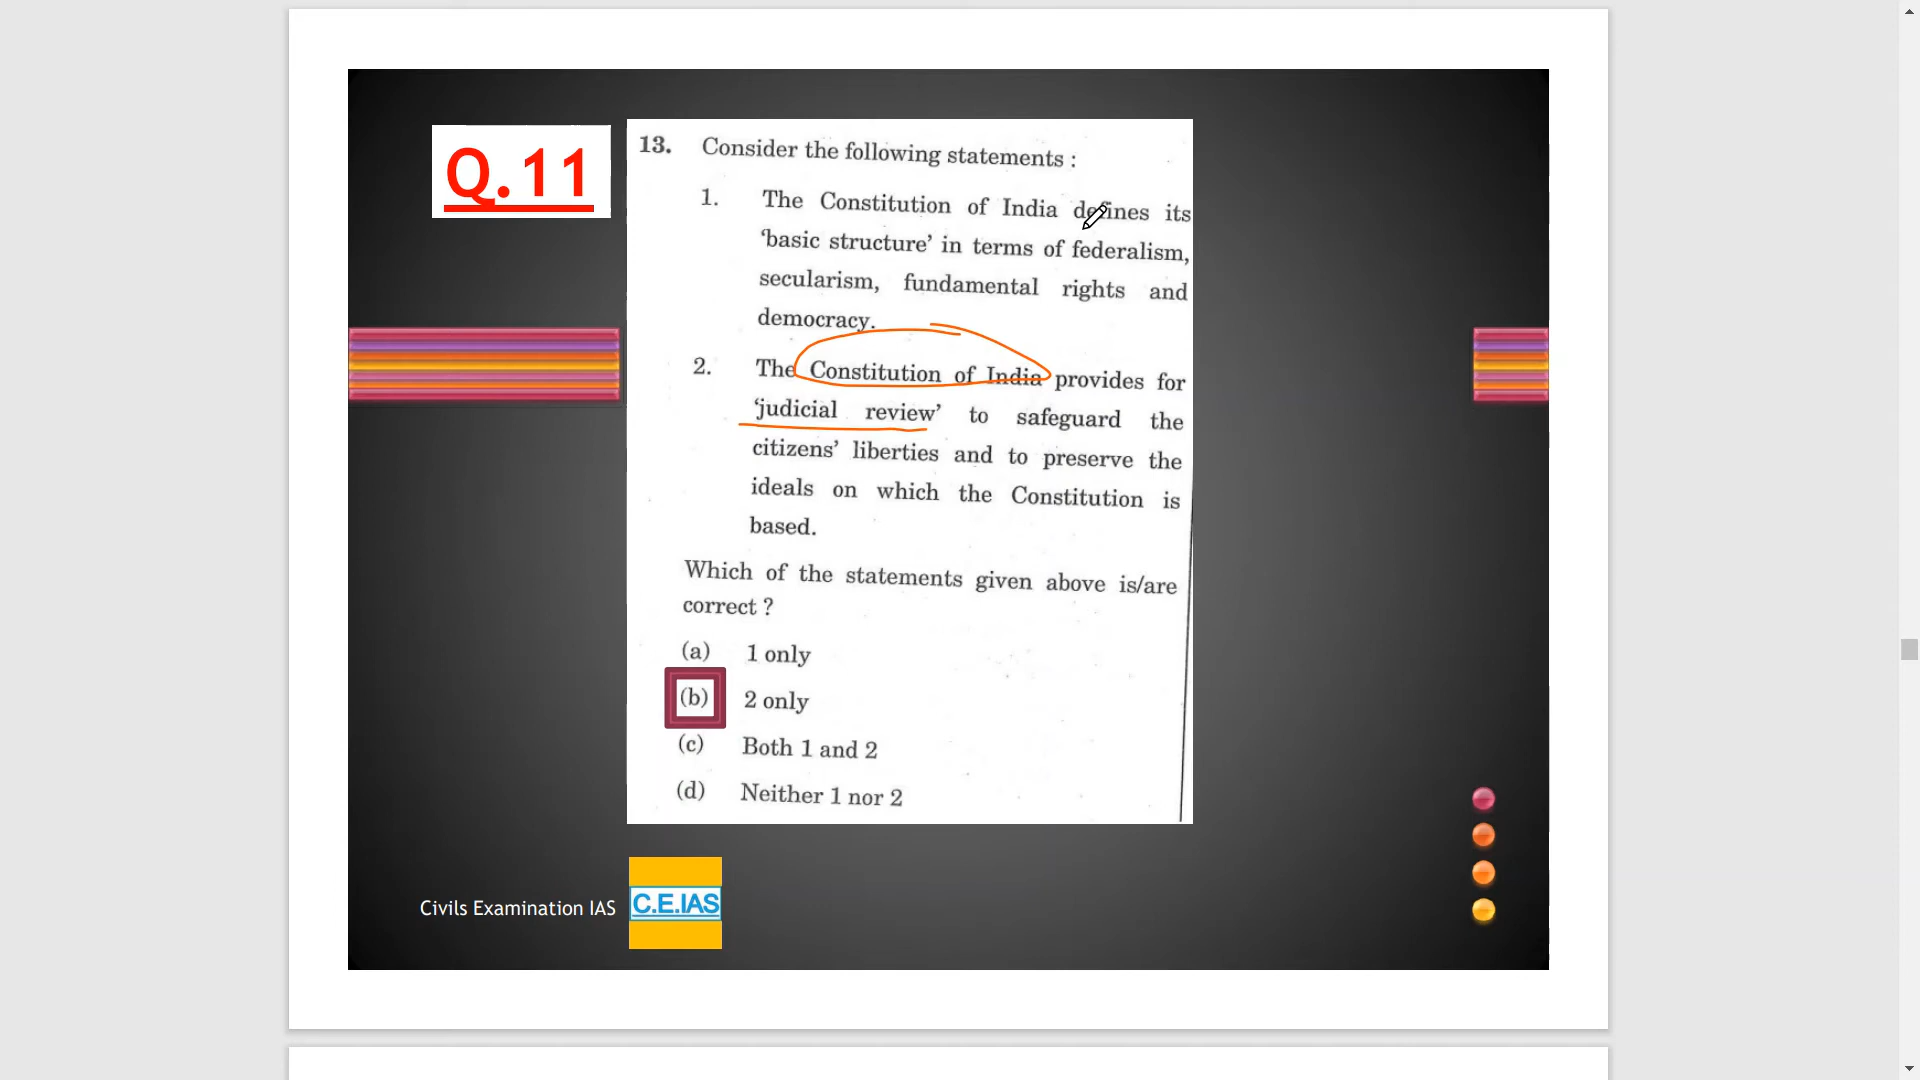 Q.11
13. Consider the following statements :
1. The Constitution of India defines its
‘basic structure’ in terms of federalism,
secularism, fundamental rights and
democracy.
2. The Constitution of India provides for
‘judicial review’ to safeguard the
citizens’ liberties and to preserve the
ideals on which the Constitution is
based.
Which of the statements given above is/are
correct ?
(a) 1 only
(b) 2 only
(c) Both 1 and 2
(d) Neither 1 nor 2
Civils Examination IAS
C.E.IAS